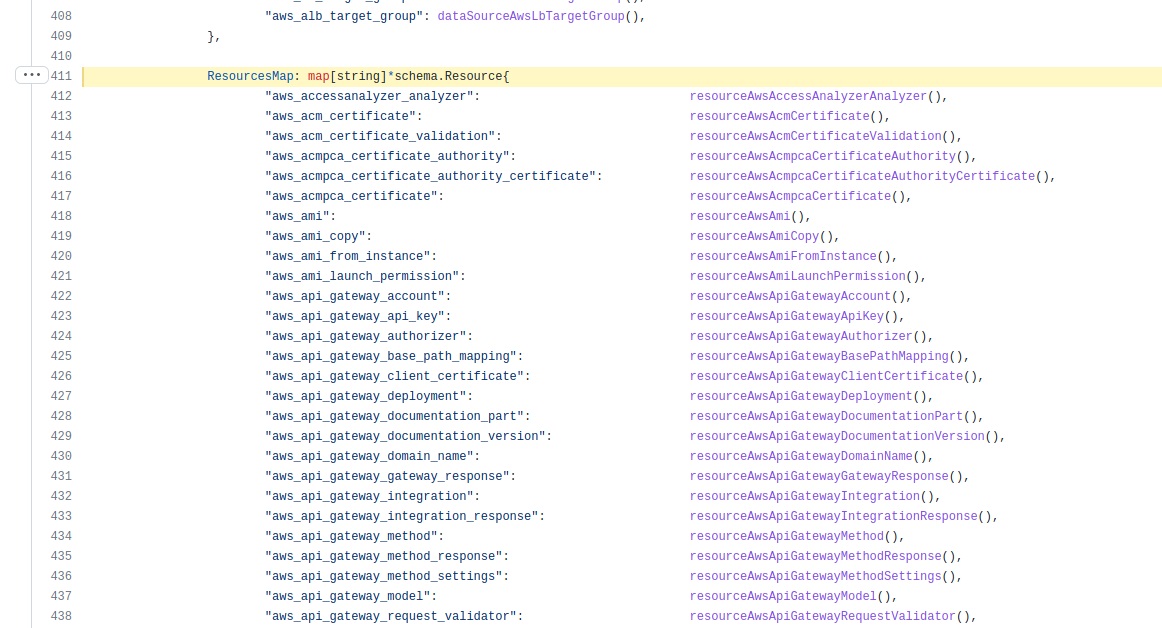 408 "aws_alb_target_group": dataSourceAwsLbTargetGroup(),
409 },
410
411 ResourcesMap: map[string]*schema.Resource{
412 "aws_accessanalyzer_analyzer": resourceAwsAccessAnalyzerAnalyzer(),
413 "aws_acm_certificate": resourceAwsAcmCertificate(),
414 "aws_acm_certificate_validation": resourceAwsAcmCertificateValidation(),
415 "aws_acmpca_certificate_authority": resourceAwsAcmpcaCertificateAuthority(),
416 "aws_acmpca_certificate_authority_certificate": resourceAwsAcmpcaCertificateAuthorityCertificate(),
417 "aws_acmpca_certificate": resourceAwsAcmpcaCertificate(),
418 "aws_ami": resourceAwsAmi(),
419 "aws_ami_copy": resourceAwsAmiCopy(),
420 "aws_ami_from_instance": resourceAwsAmiFromInstance(),
421 "aws_ami_launch_permission": resourceAwsAmiLaunchPermission(),
422 "aws_api_gateway_account": resourceAwsApiGatewayAccount(),
423 "aws_api_gateway_api_key": resourceAwsApiGatewayApiKey(),
424 "aws_api_gateway_authorizer": resourceAwsApiGatewayAuthorizer(),
425 "aws_api_gateway_base_path_mapping": resourceAwsApiGatewayBasePathMapping(),
426 "aws_api_gateway_client_certificate": resourceAwsApiGatewayClientCertificate(),
427 "aws_api_gateway_deployment": resourceAwsApiGatewayDeployment(),
428 "aws_api_gateway_documentation_part": resourceAwsApiGatewayDocumentationPart(),
429 "aws_api_gateway_documentation_version": resourceAwsApiGatewayDocumentationVersion(),
430 "aws_api_gateway_domain_name": resourceAwsApiGatewayDomainName(),
431 "aws_api_gateway_gateway_response": resourceAwsApiGatewayGatewayResponse(),
432 "aws_api_gateway_integration": resourceAwsApiGatewayIntegration(),
433 "aws_api_gateway_integration_response": resourceAwsApiGatewayIntegrationResponse(),
434 "aws_api_gateway_method": resourceAwsApiGatewayMethod(),
435 "aws_api_gateway_method_response": resourceAwsApiGatewayMethodResponse(),
436 "aws_api_gateway_method_settings": resourceAwsApiGatewayMethodSettings(),
437 "aws_api_gateway_model": resourceAwsApiGatewayModel(),
438 "aws_api_gateway_request_validator": resourceAwsApiGatewayRequestValidator(),